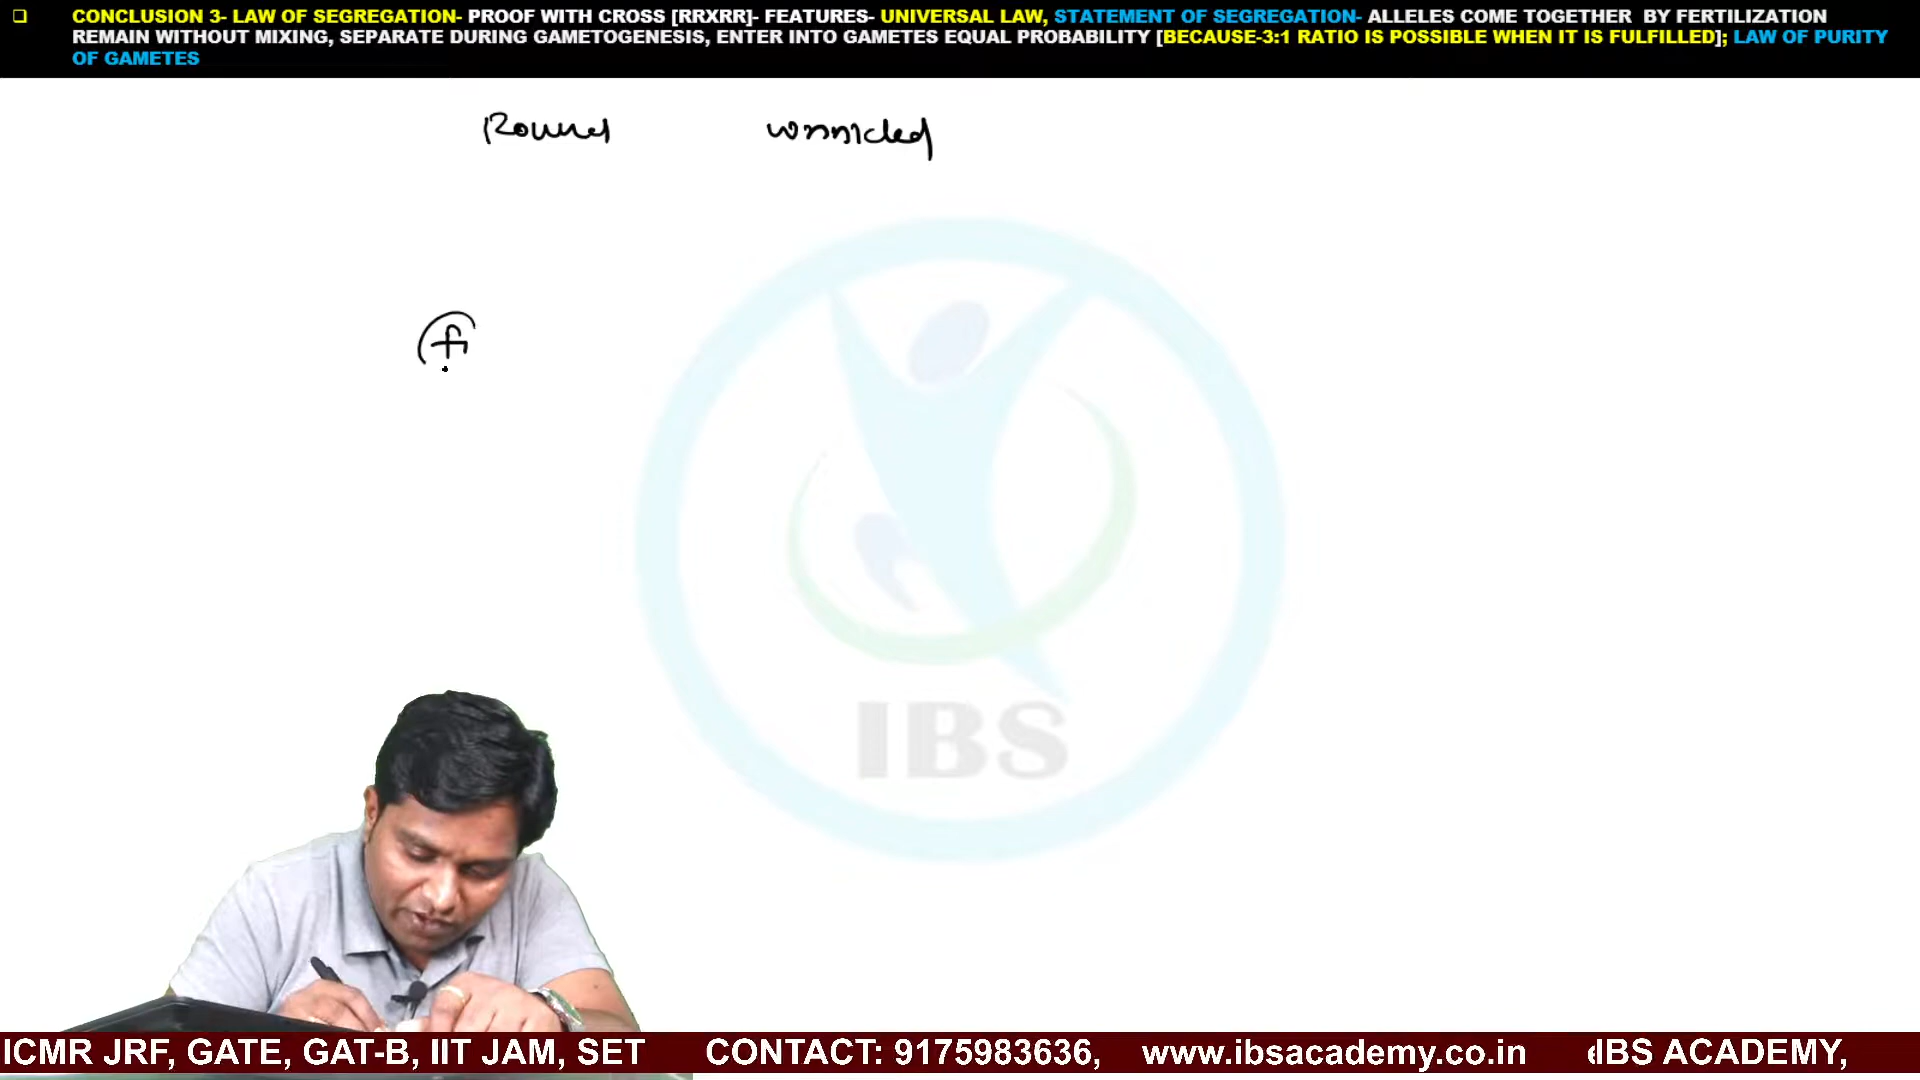 ❑ CONCLUSION 3- LAW OF SEGREGATION- PROOF WITH CROSS [RRXRR]- FEATURES- UNIVERSAL LAW, STATEMENT OF SEGREGATION- ALLELES COME TOGETHER BY FERTILIZATION
REMAIN WITHOUT MIXING, SEPARATE DURING GAMETOGENESIS, ENTER INTO GAMETES EQUAL PROBABILITY [BECAUSE-3:1 RATIO IS POSSIBLE WHEN IT IS FULFILLED]; LAW OF PURITY
OF GAMETES
Round
IBS
ICMR JRF, GATE, GAT-B, IIT JAM, SET CONTACT: 9175983636, www.ibsacademy.co.in IBS ACADEMY,